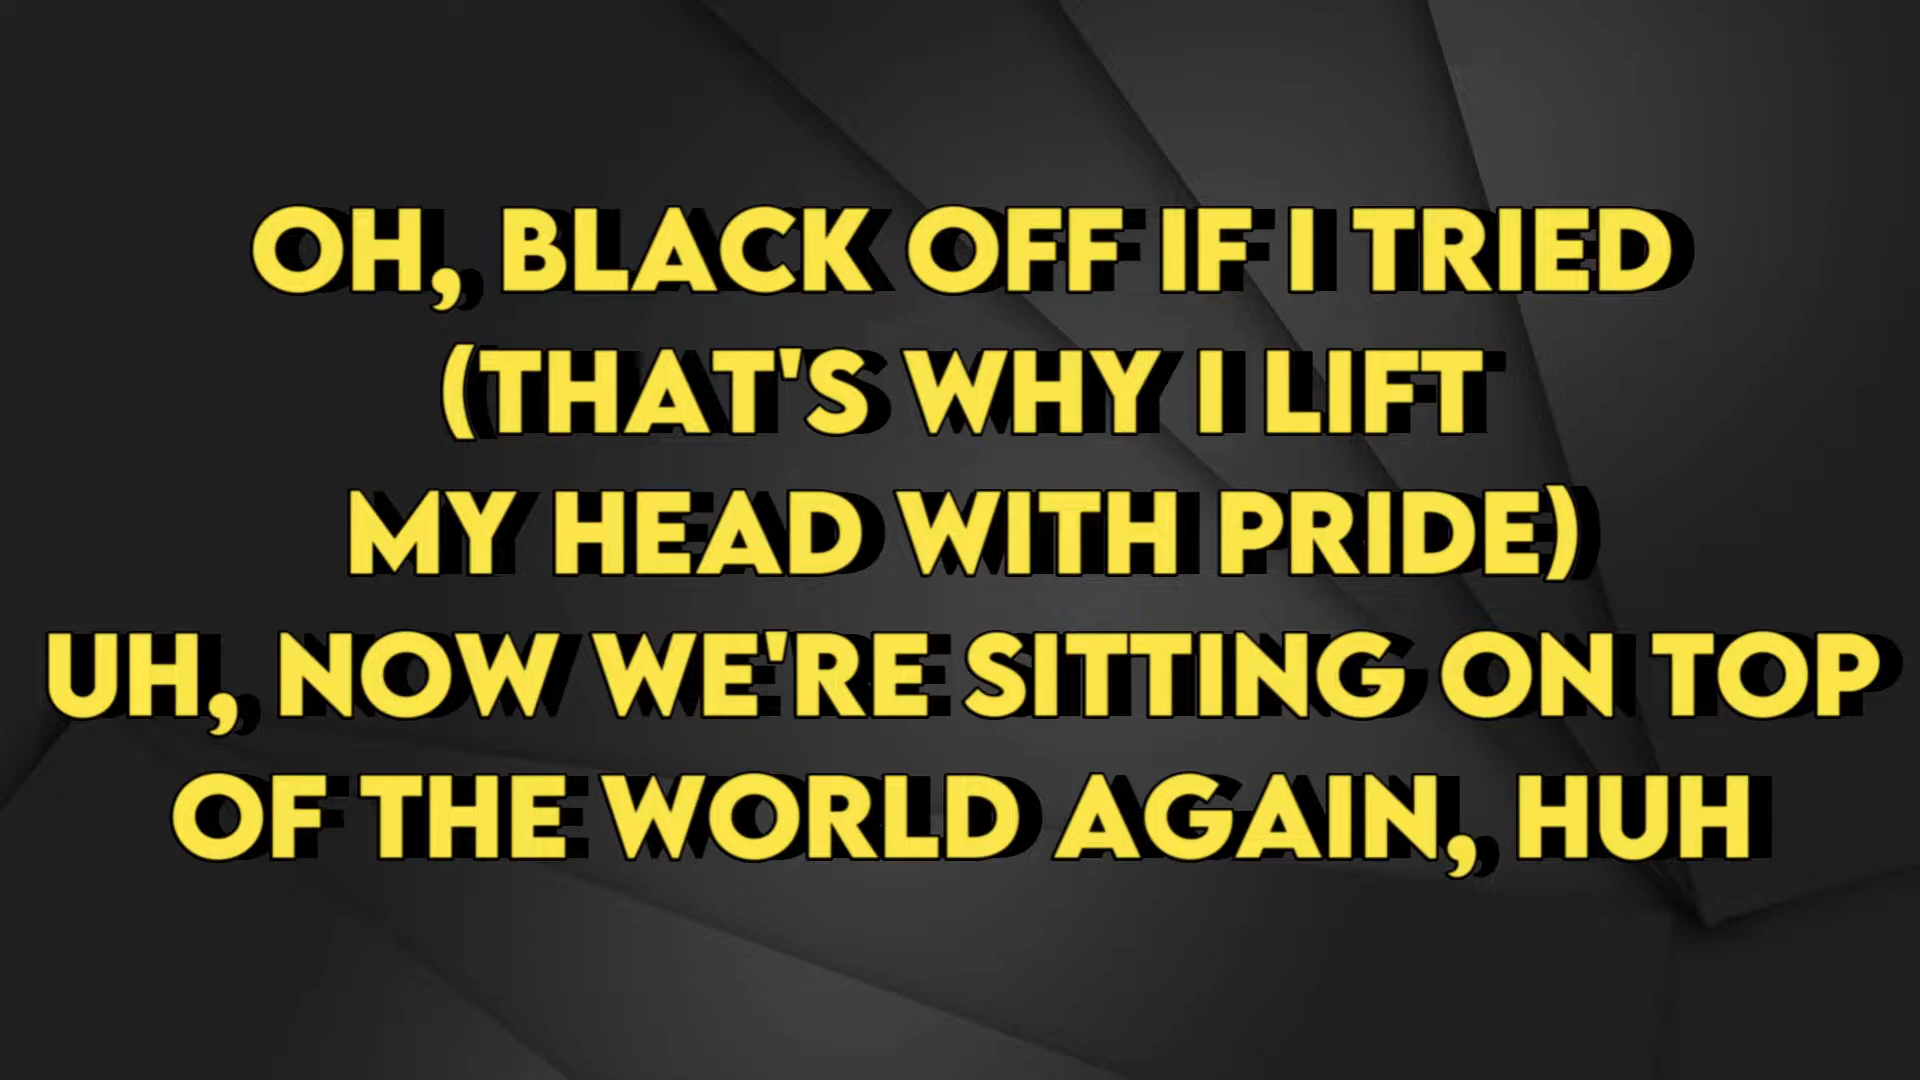 OH, BLACK OFF IF I TRIED
(THAT'S WHY I LIFT
MY HEAD WITH PRIDE)
UH, NOW WE'RE SITTING ON TOP
OF THE WORLD AGAIN, HUH